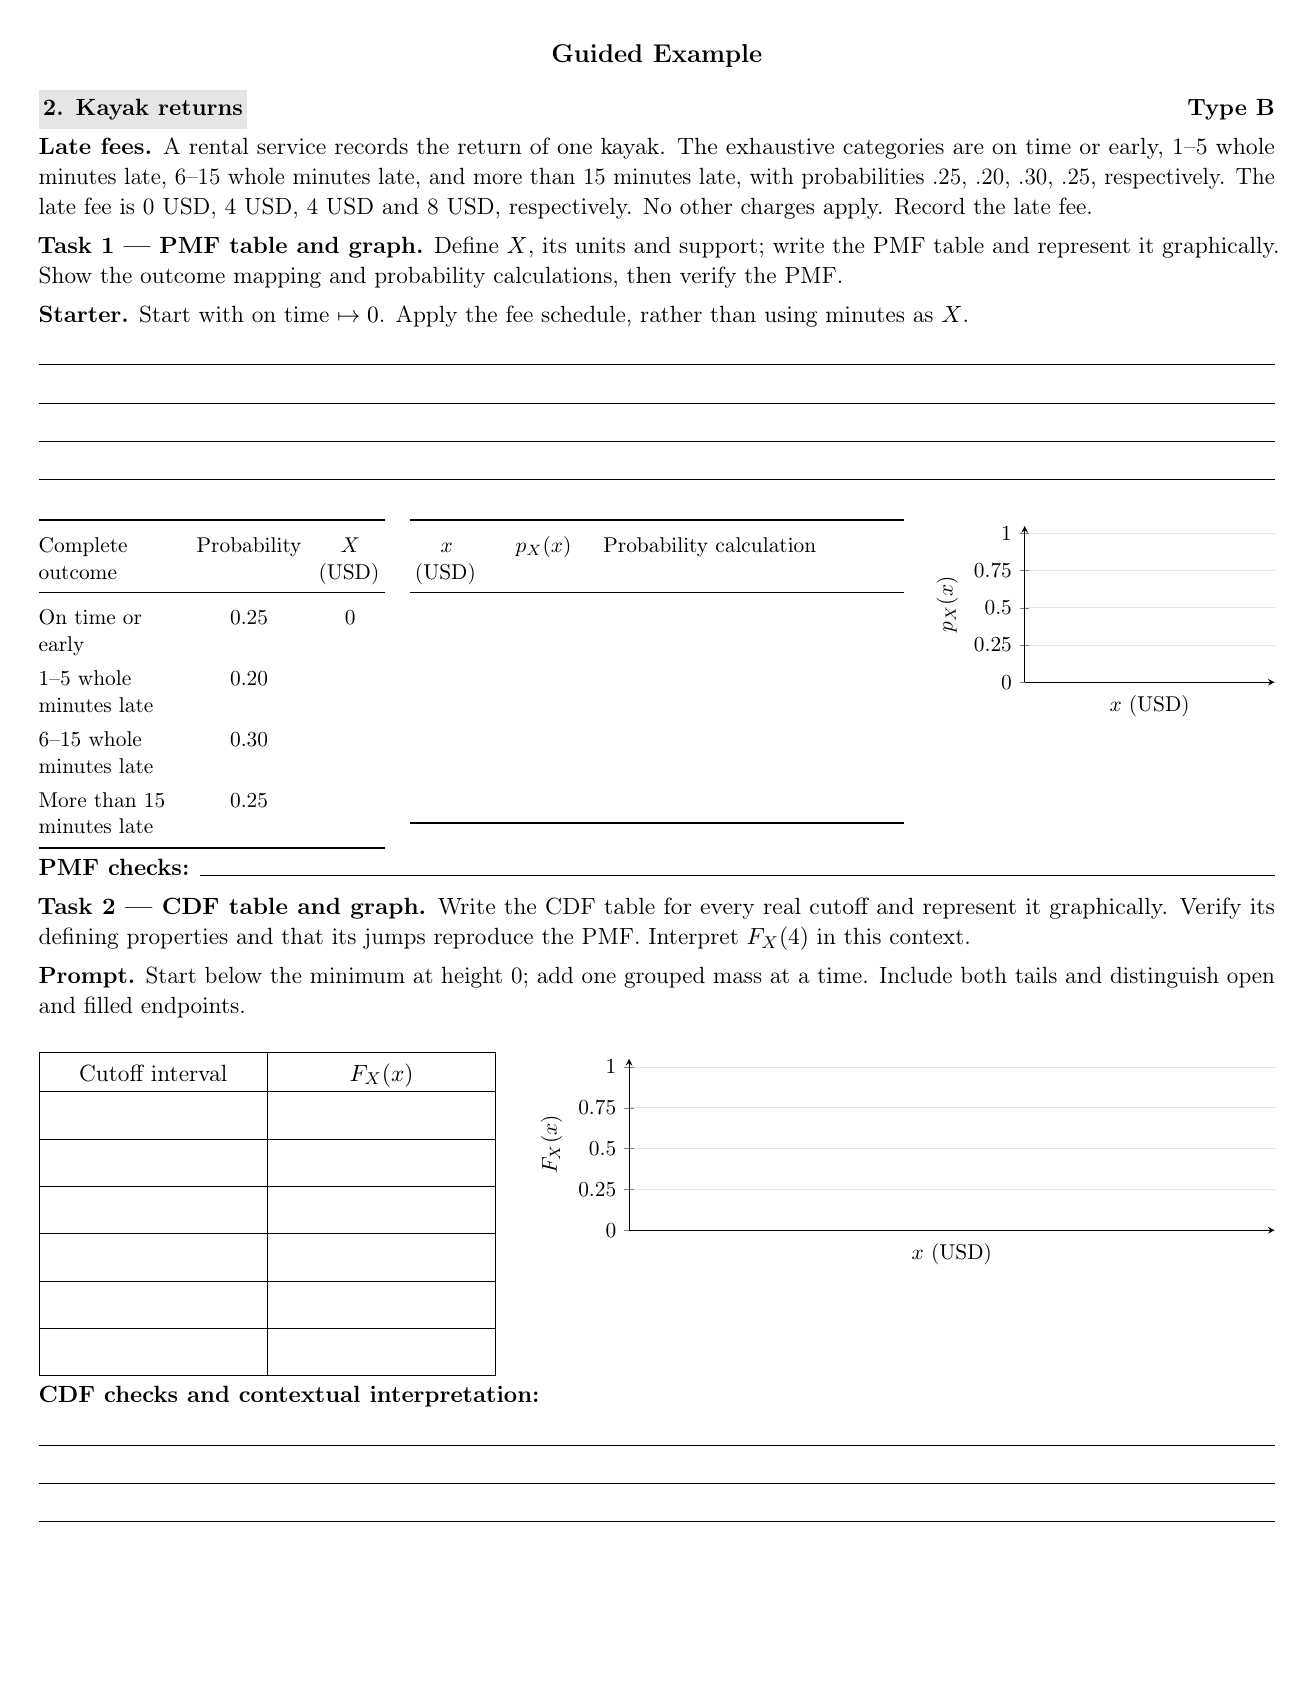 Guided Example
2. Kayak returns Type B
Late fees. A rental service records the return of one kayak. The exhaustive categories are on time or early, 1–5 whole
minutes late, 6–15 whole minutes late, and more than 15 minutes late, with probabilities .25, .20, .30, .25, respectively. The
late fee is 0 USD, 4 USD, 4 USD and 8 USD, respectively. No other charges apply. Record the late fee.
Task 1 — PMF table and graph. Define X, its units and support; write the PMF table and represent it graphically.
Show the outcome mapping and probability calculations, then verify the PMF.
Starter. Start with on time ↦ 0. Apply the fee schedule, rather than using minutes as X.
Complete Probability X
outcome (USD)
On time or 0.25 0
early
1–5 whole 0.20
minutes late
6–15 whole 0.30
minutes late
More than 15 0.25
minutes late
x p_X(x) Probability calculation
(USD)
1
0.75
0.5
0.25
0
p_X(x)
x (USD)
PMF checks:
Task 2 — CDF table and graph. Write the CDF table for every real cutoff and represent it graphically. Verify its
defining properties and that its jumps reproduce the PMF. Interpret F_X(4) in this context.
Prompt. Start below the minimum at height 0; add one grouped mass at a time. Include both tails and distinguish open
and filled endpoints.
Cutoff interval F_X(x)
1
0.75
0.5
0.25
0
F_X(x)
x (USD)
CDF checks and contextual interpretation: